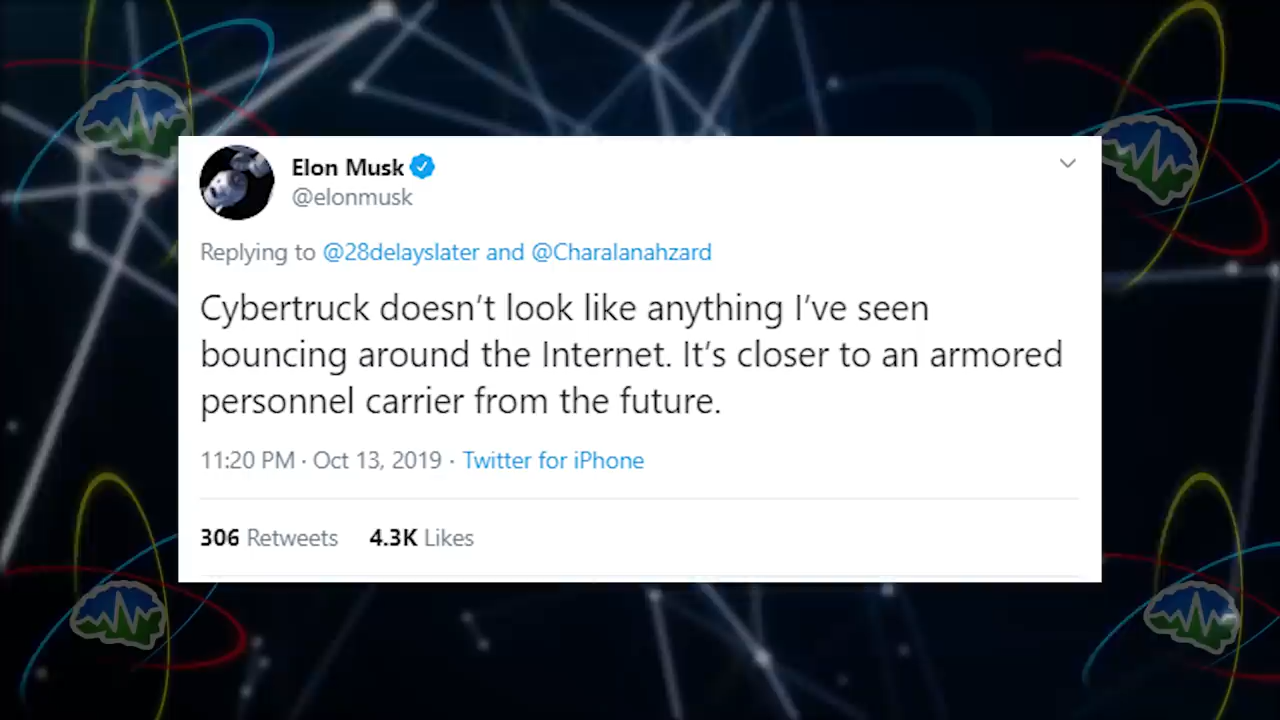 Elon Musk
@elonmusk
Replying to @28delayslater and @Charalanahzard
Cybertruck doesn’t look like anything I’ve seen
bouncing around the Internet. It’s closer to an armored
personnel carrier from the future.
11:20 PM · Oct 13, 2019 · Twitter for iPhone
306 Retweets 4.3K Likes